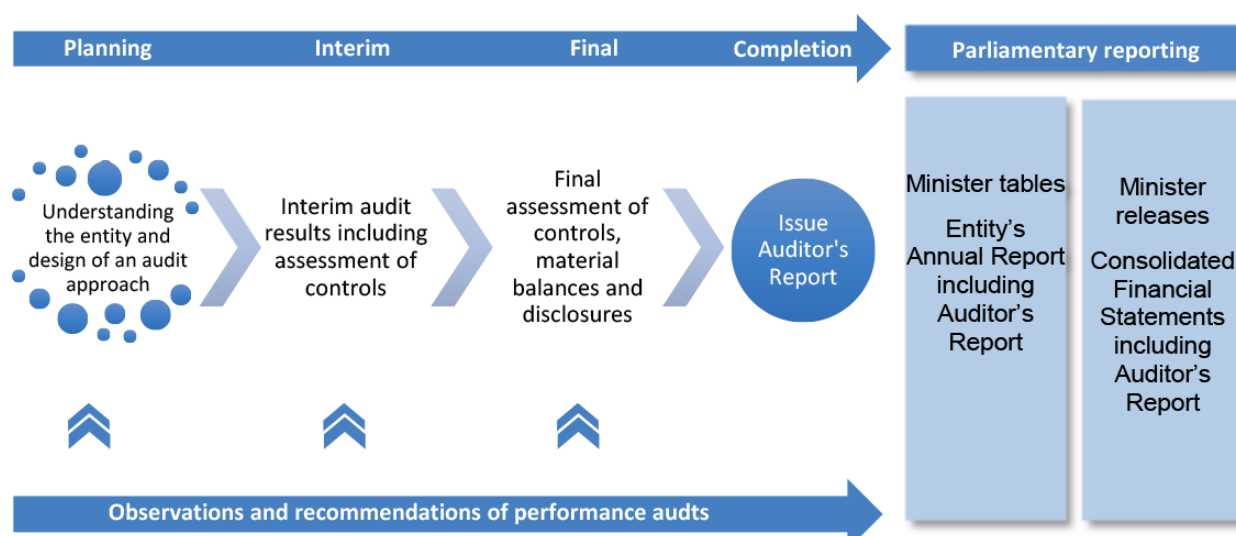 Planning
Interim
Final
Completion
Parliamentary reporting
Understanding
the entity and
design of an audit
approach
Interim audit
results including
assessment of
controls
Final
assessment of
controls,
material
balances and
disclosures
Issue
Auditor's
Report
Minister tables
Entity’s
Annual Report
including
Auditor’s
Report
Minister
releases
Consolidated
Financial
Statements
including
Auditor’s
Report
Observations and recommendations of performance audts